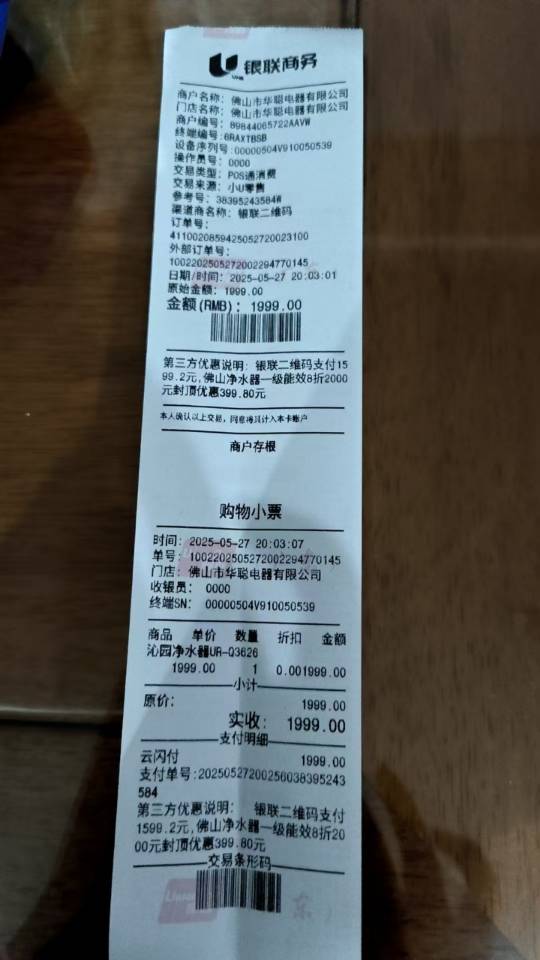 银联商务
商户名称: 佛山市华聪电器有限公司
门店名称: 佛山市华聪电器有限公司
商户编号: 89844065722AAVW
终端编号:6RAXTBSB
设备序列号:00000504V910050539
操作员号: 0000
交易类型: POS通消费
交易来源: 小U零售
参考号: 38395243584W
渠道商名称: 银联二维码
订单号:
4110020859425052720023100
外部订单号:
1002202505272002294770145
日期/时间: 2025-05-27 20:03:01
原始金额: 1999.00
金额(RMB): 1999.00
第三方优惠说明: 银联二维码支付15
99.2元,佛山净水器一级能效8折2000
元封顶优惠399.80元
本人确认以上交易, 同意将其计入本卡账户
商户存根
购物小票
时间: 2025-05-27 20:03:07
单号: 1002202505272002294770145
门店: 佛山市华聪电器有限公司
收银员: 0000
终端SN: 00000504V910050539
商品 单价 数量 折扣 金额
沁园净水器UR-Q3626
1999.00 1 0.001999.00
小计
原价: 1999.00
实收: 1999.00
支付明细
云闪付 1999.00
支付单号:20250527200256038395243
584
第三方优惠说明: 银联二维码支付
1599.2元,佛山净水器一级能效8折20
00元封顶优惠399.80元
交易条形码